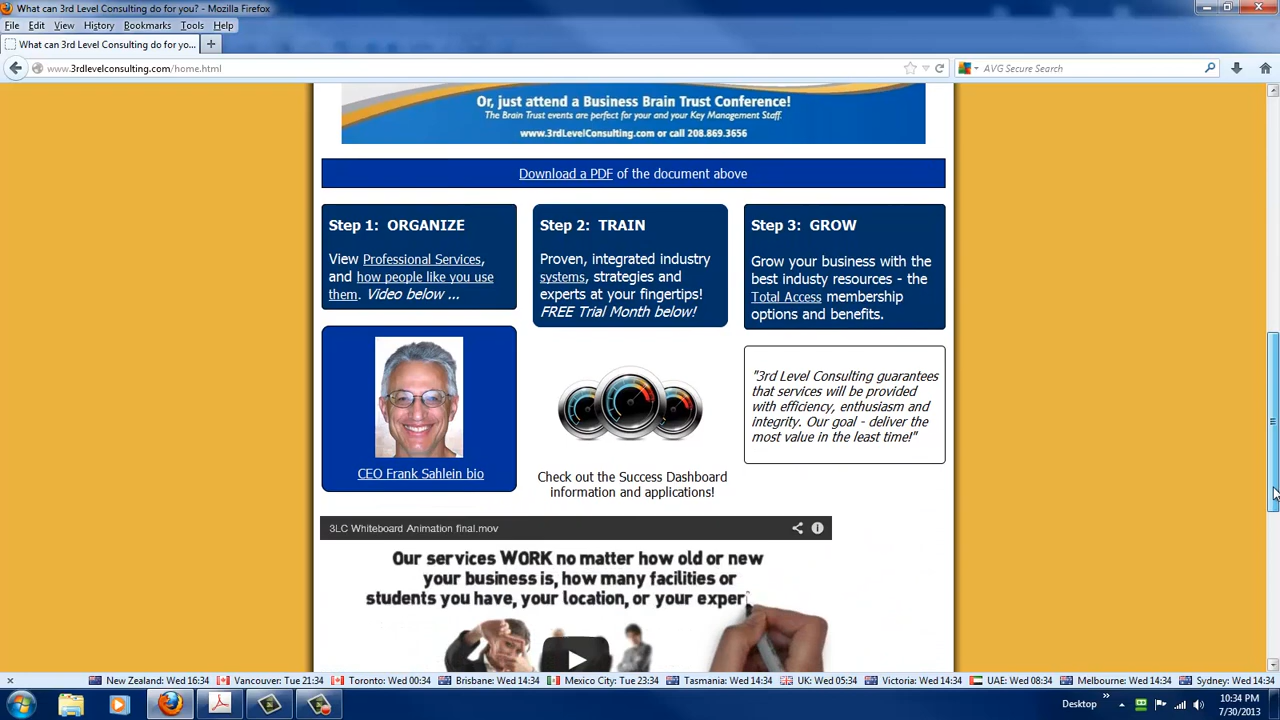 What can 3rd Level Consulting do for you? - Mozilla Firefox
File Edit View History Bookmarks Tools Help
What can 3rd Level Consulting do for yo...
www.3rdlevelconsulting.com/home.html
AVG Secure Search
Or, just attend a Business Brain Trust Conference!
The Brain Trust events are perfect for your and your Key Management Staff.
www.3rdLevelConsulting.com or call 208.869.3656
Download a PDF of the document above
Step 1: ORGANIZE
View Professional Services,
and how people like you use
them. Video below ...
Step 2: TRAIN
Proven, integrated industry
systems, strategies and
experts at your fingertips!
FREE Trial Month below!
Step 3: GROW
Grow your business with the
best industy resources - the
Total Access membership
options and benefits.
CEO Frank Sahlein bio
Check out the Success Dashboard
information and applications!
"3rd Level Consulting guarantees
that services will be provided
with efficiency, enthusiasm and
integrity. Our goal - deliver the
most value in the least time!"
3LC Whiteboard Animation final.mov
Our services WORK no matter how old or new
your business is, how many facilities or
students you have, your location, or your exper
New Zealand: Wed 16:34 Vancouver: Tue 21:34 Toronto: Wed 00:34 Brisbane: Wed 14:34 Mexico City: Tue 23:34 Tasmania: Wed 14:34 UK: Wed 05:34 Victoria: Wed 14:34 UAE: Wed 08:34 Melbourne: Wed 14:34 Sydney: Wed 14:34
Desktop
10:34 PM
7/30/2013